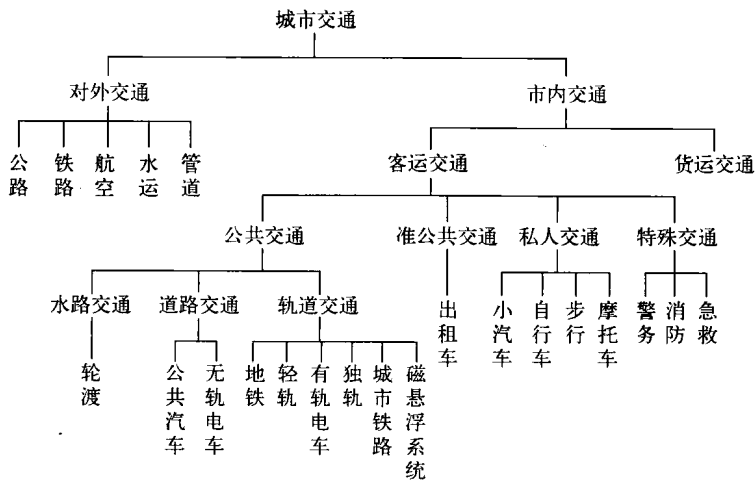 城市交通
对外交通
市内交通
公路
铁路
航空
水运
管道
客运交通
货运交通
公共交通
准公共交通
私人交通
特殊交通
水路交通
道路交通
轨道交通
出租车
小汽车
自行车
步行
摩托车
警务
消防
急救
轮渡
公共汽车
无轨电车
地铁
轻轨
有轨电车
独轨
城市铁路
磁悬浮系统